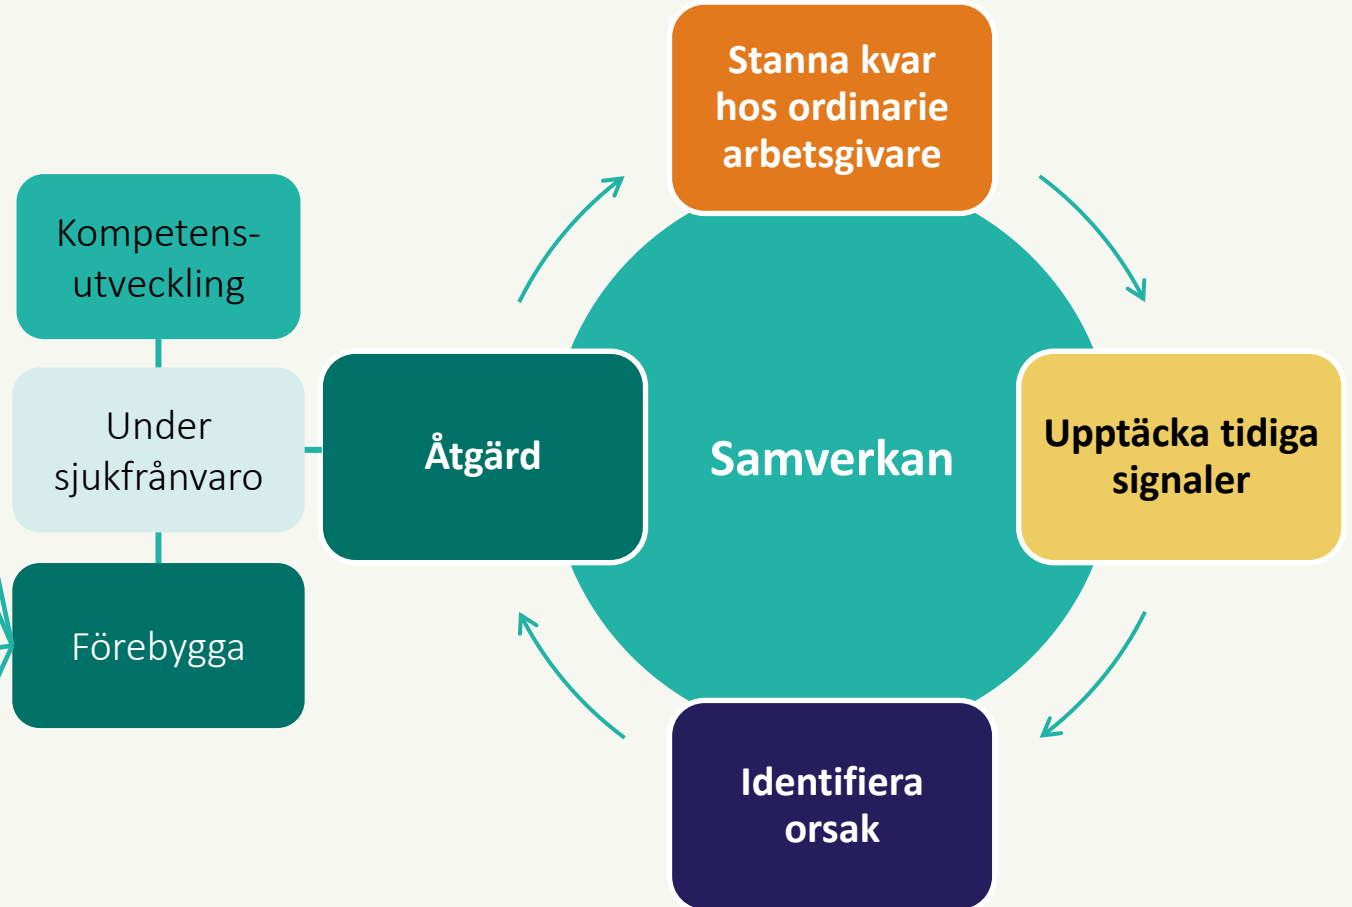 Stanna kvar
hos ordinarie
arbetsgivare
Kompetens-
utveckling
Under
sjukfrånvaro
Åtgärd
Samverkan
Upptäcka tidiga
signaler
Förebygga
Identifiera
orsak